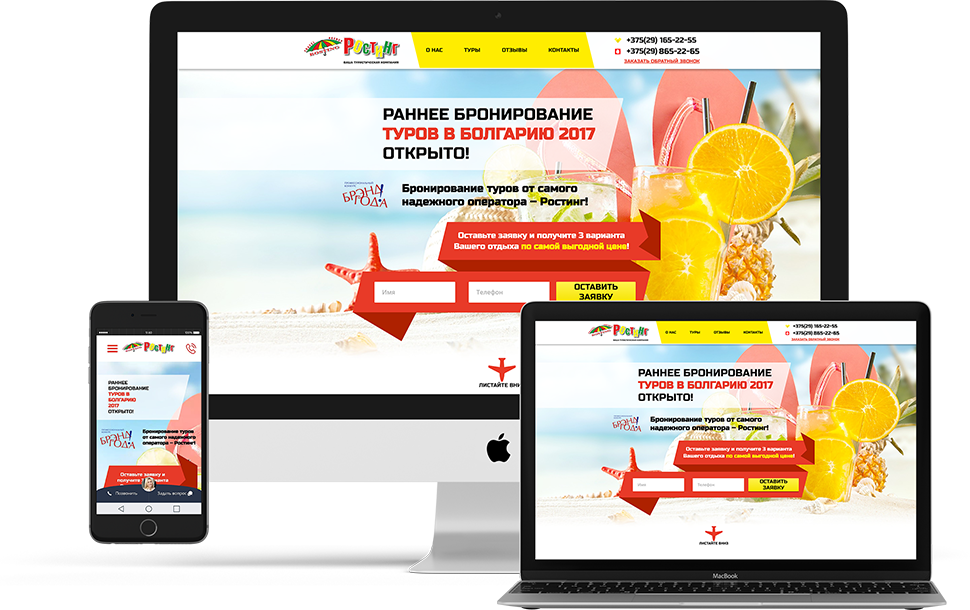 ROSTING
Ростинг
ВАША ТУРИСТИЧЕСКАЯ КОМПАНИЯ
О НАС ТУРЫ ОТЗЫВЫ КОНТАКТЫ
+375(29) 165-22-55
+375(29) 865-22-65
ЗАКАЗАТЬ ОБРАТНЫЙ ЗВОНОК
РАННЕЕ БРОНИРОВАНИЕ
ТУРОВ В БОЛГАРИЮ 2017
ОТКРЫТО!
БРЭНД
ГОДА
Бронирование туров от самого
надежного оператора – Ростинг!
Оставьте заявку и получите 3 варианта
Вашего отдыха по самой выгодной цене!
Имя
Телефон
ОСТАВИТЬ
ЗАЯВКУ
ЛИСТАЙТЕ ВНИ
Ростинг
РАННЕЕ
БРОНИРОВАНИЕ
ТУРОВ В
БОЛГАРИЮ
2017
ОТКРЫТО!
БРЭНД
ГОДА
Бронирование туров
от самого надежного
оператора – Ростинг!
Оставьте заявку и
получите 3 варианта
Позвонить
Задать вопрос
Ростинг
ВАША ТУРИСТИЧЕСКАЯ КОМПАНИЯ
О НАС ТУРЫ ОТЗЫВЫ КОНТАКТЫ
+375(29) 165-22-55
+375(29) 865-22-65
ЗАКАЗАТЬ ОБРАТНЫЙ ЗВОНОК
РАННЕЕ БРОНИРОВАНИЕ
ТУРОВ В БОЛГАРИЮ 2017
ОТКРЫТО!
БРЭНД
ГОДА
Бронирование туров от самого
надежного оператора – Ростинг!
Оставьте заявку и получите 3 варианта
Вашего отдыха по самой выгодной цене!
Имя
Телефон
ОСТАВИТЬ
ЗАЯВКУ
ЛИСТАЙТЕ ВНИЗ
MacBook